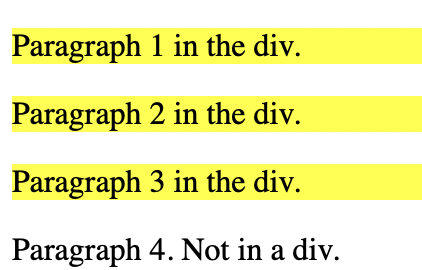 Paragraph 1 in the div.
Paragraph 2 in the div.
Paragraph 3 in the div.
Paragraph 4. Not in a div.